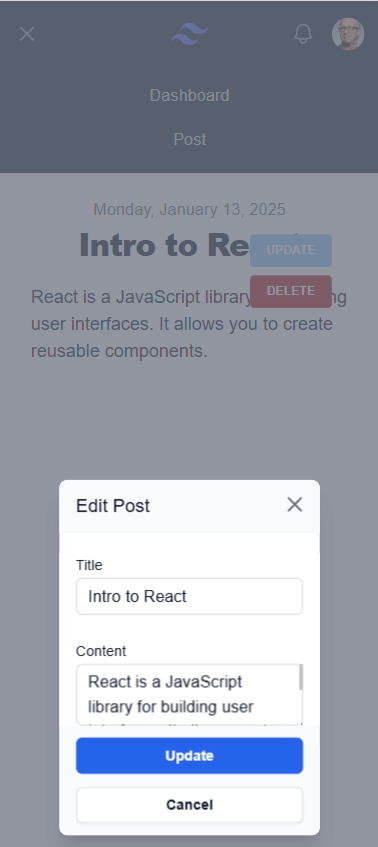 Dashboard
Post
Monday, January 13, 2025
Intro to Re
UPDATE
DELETE
React is a JavaScript library ng
user interfaces. It allows you to create
reusable components.
Edit Post
Title
Intro to React
Content
React is a JavaScript
library for building user
Update
Cancel